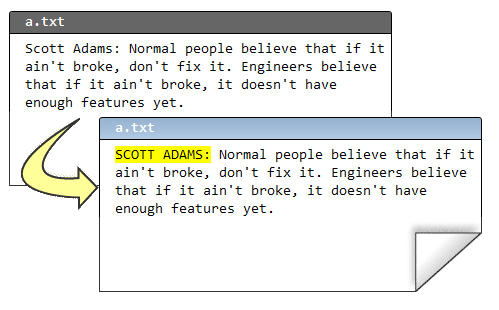 a.txt
Scott Adams: Normal people believe that if it
ain't broke, don't fix it. Engineers believe
that if it ain't broke, it doesn't have
enough features yet.
a.txt
SCOTT ADAMS: Normal people believe that if it
ain't broke, don't fix it. Engineers believe
that if it ain't broke, it doesn't have
enough features yet.